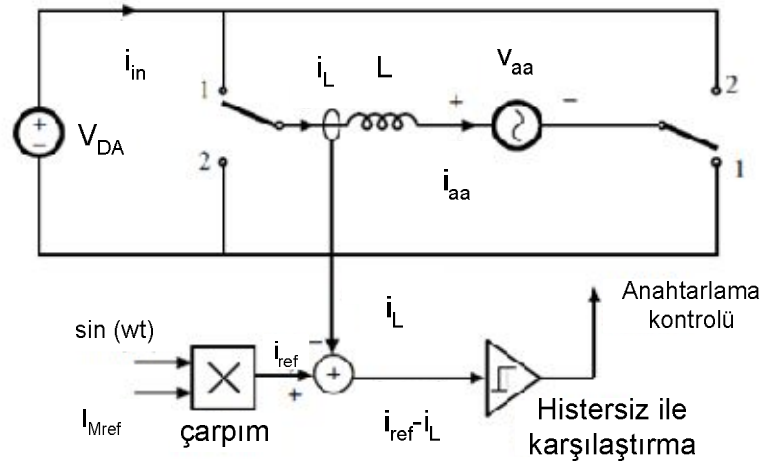 i_in
i_L
L
v_aa
1
2
+
−
2
1
+
−
V_DA
i_aa
i_L
Anahtarlama
kontrolü
sin (wt)
i_ref
−
+
+
×
I_Mref
çarpım
i_ref-i_L
Histersiz ile
karşılaştırma